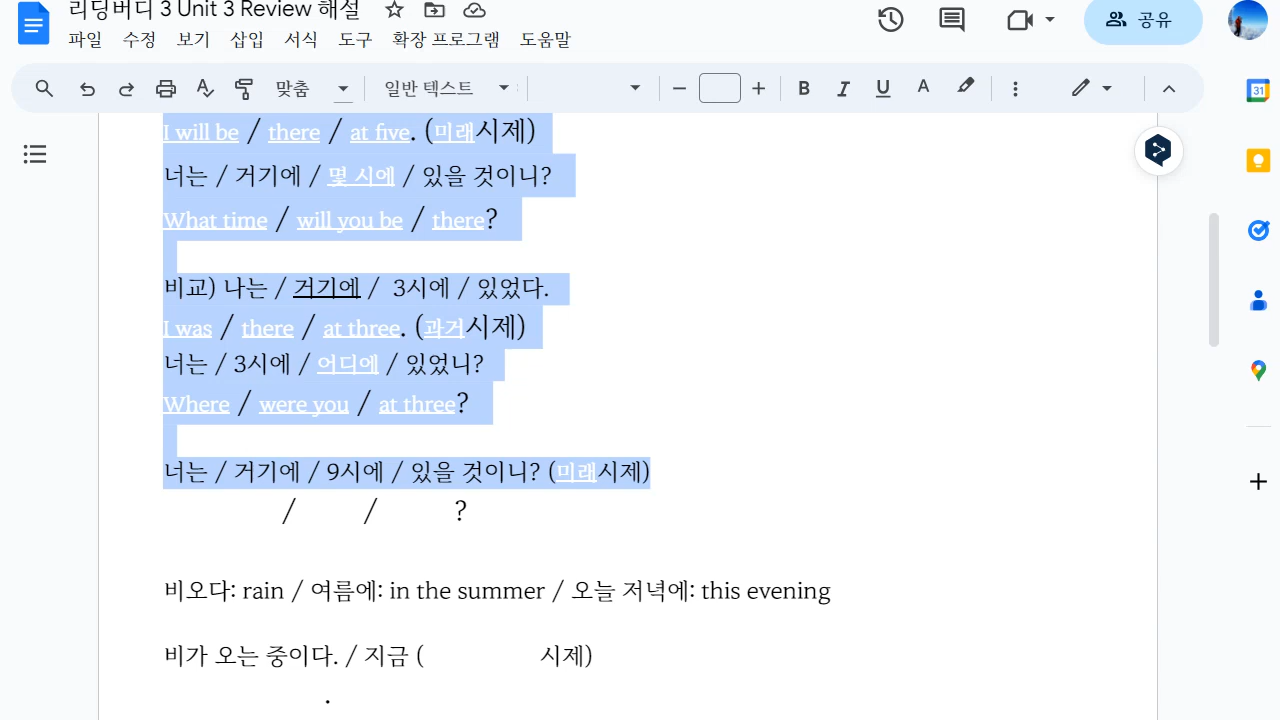 리딩버디 3 Unit 3 Review 해설
파일 수정 보기 삽입 서식 도구 확장 프로그램 도움말
공유
맞춤 일반 텍스트 − + B I U A
31
I will be / there / at five. (미래시제)
너는 / 거기에 / 몇 시에 / 있을 것이니?
What time / will you be / there?
비교) 나는 / 거기에 / 3시에 / 있었다.
I was / there / at three. (과거시제)
너는 / 3시에 / 어디에 / 있었니?
Where / were you / at three?
너는 / 거기에 / 9시에 / 있을 것이니? (미래시제)
/ / ?
비오다: rain / 여름에: in the summer / 오늘 저녁에: this evening
비가 오는 중이다. / 지금 ( 시제)
.